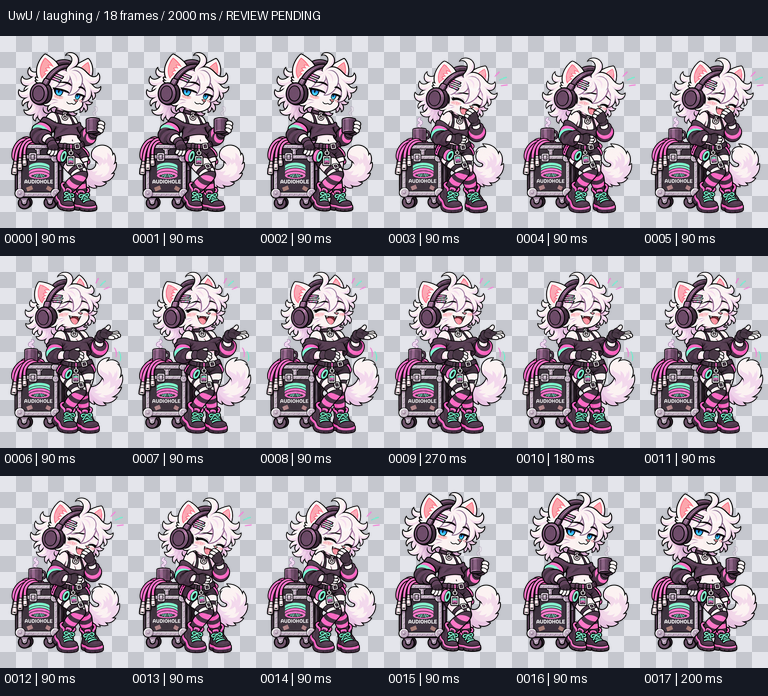 UwU / laughing / 18 frames / 2000 ms / REVIEW PENDING
AUDIOHOLE AUDIOHOLE AUDIOHOLE AUDIOHOLE AUDIOHOLE AUDIOHOLE
0000 | 90 ms 0001 | 90 ms 0002 | 90 ms 0003 | 90 ms 0004 | 90 ms 0005 | 90 ms
AUDIOHOLE AUDIOHOLE AUDIOHOLE AUDIOHOLE AUDIOHOLE AUDIOHOLE
0006 | 90 ms 0007 | 90 ms 0008 | 90 ms 0009 | 270 ms 0010 | 180 ms 0011 | 90 ms
AUDIOHOLE AUDIOHOLE AUDIOHOLE AUDIOHOLE AUDIOHOLE AUDIOHOLE
0012 | 90 ms 0013 | 90 ms 0014 | 90 ms 0015 | 90 ms 0016 | 90 ms 0017 | 200 ms